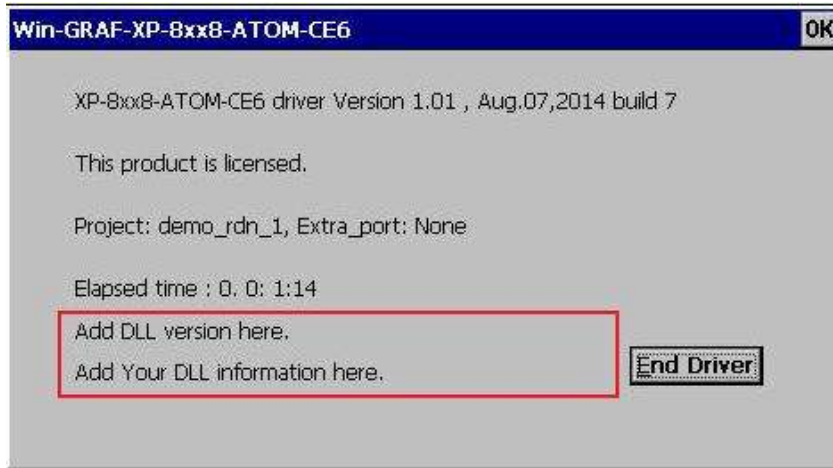 Win-GRAF-XP-8xx8-ATOM-CE6 OK
XP-8xx8-ATOM-CE6 driver Version 1.01 , Aug.07,2014 build 7
This product is licensed.
Project: demo_rdn_1, Extra_port: None
Elapsed time : 0. 0: 1:14
Add DLL version here.
Add Your DLL information here.
End Driver